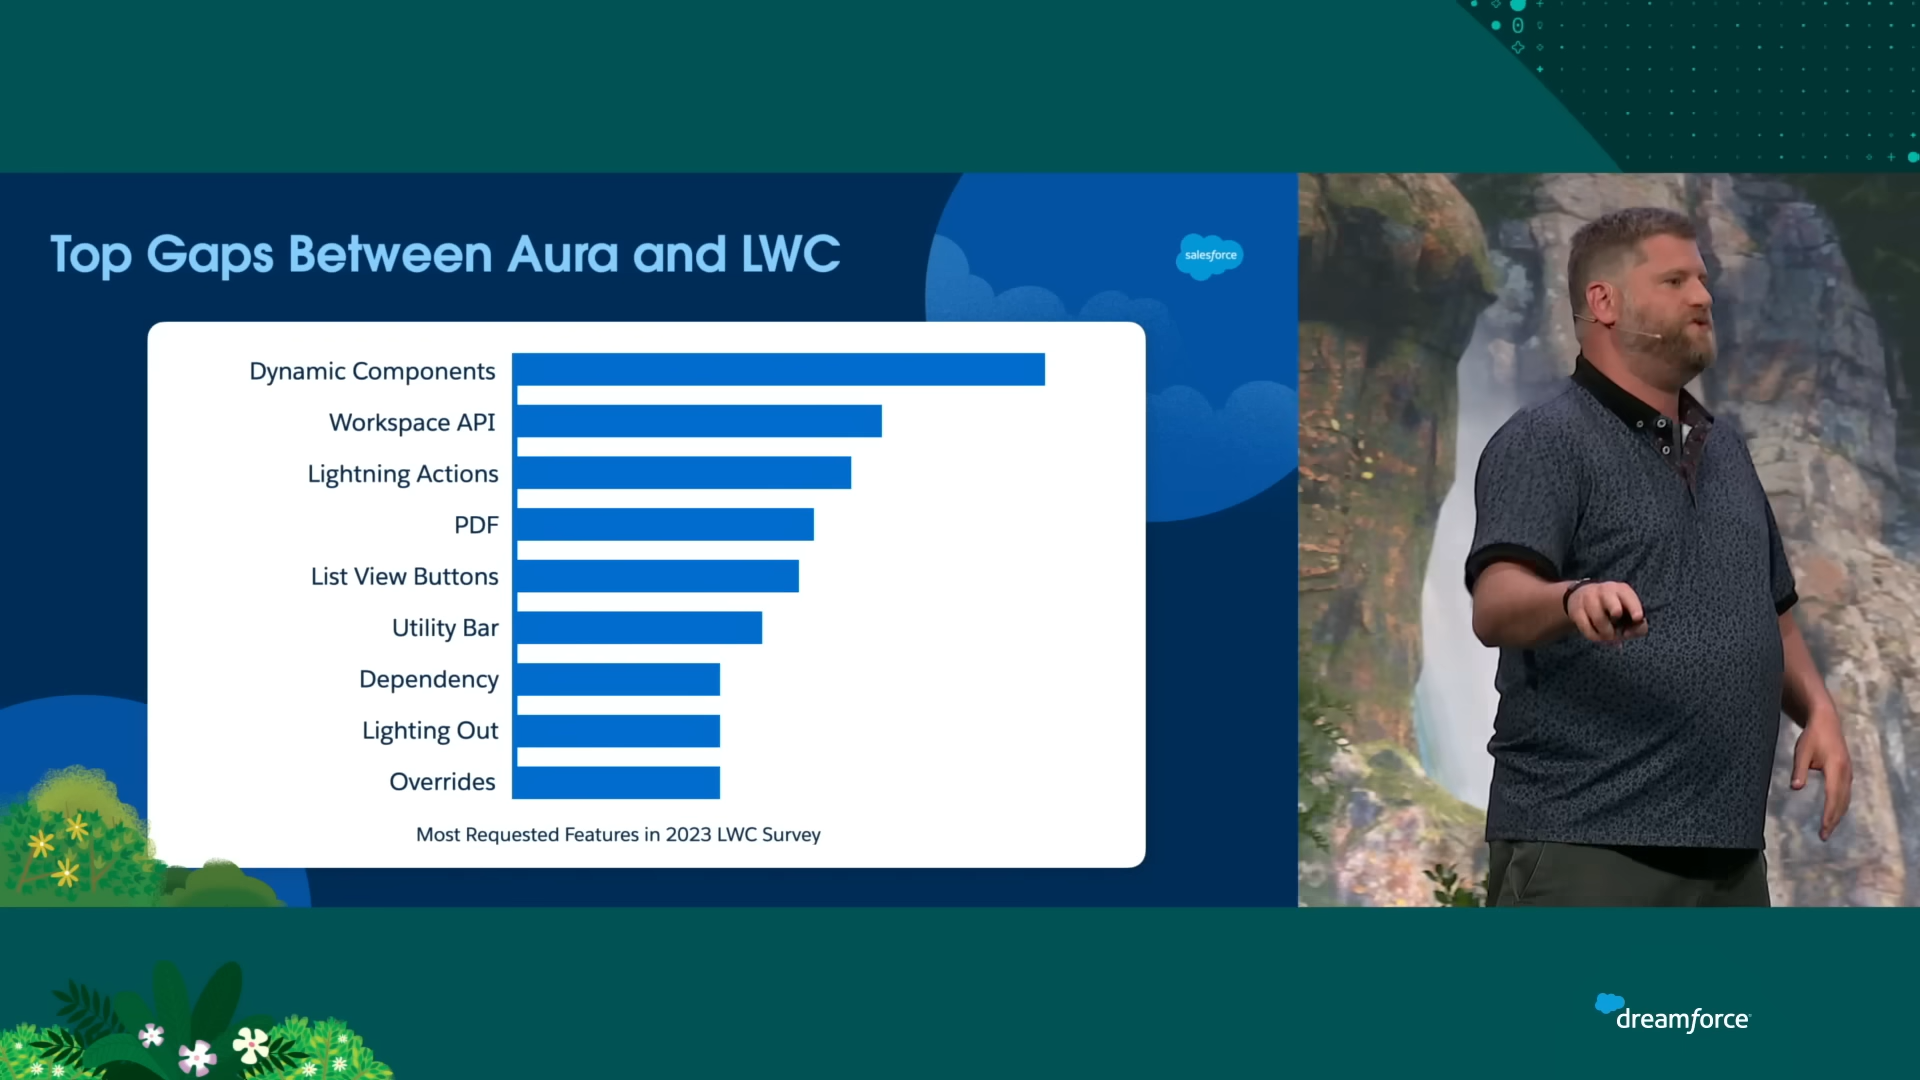 Top Gaps Between Aura and LWC
salesforce
Dynamic Components
Workspace API
Lightning Actions
PDF
List View Buttons
Utility Bar
Dependency
Lighting Out
Overrides
Most Requested Features in 2023 LWC Survey
dreamforce